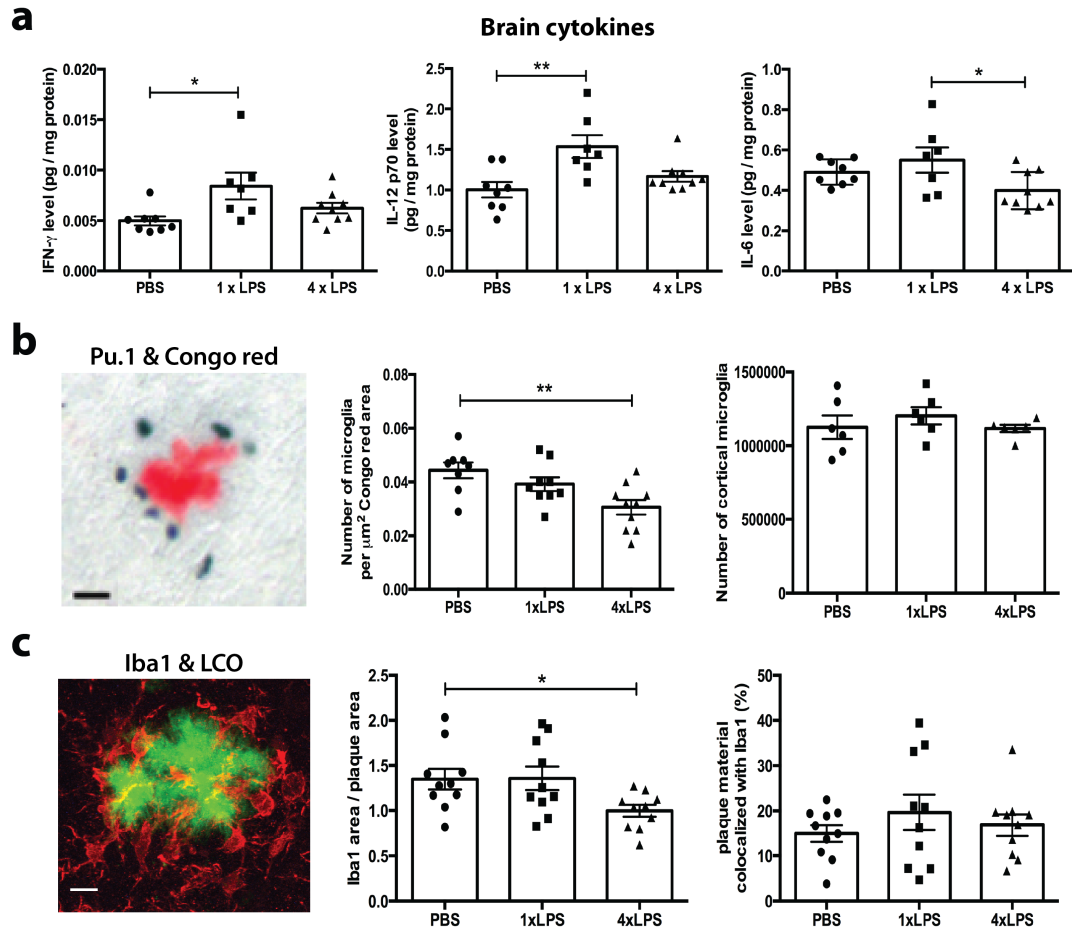 a
Brain cytokines
IFN-γ level (pg / mg protein)
0.020
0.015
0.010
0.005
0.000
*
PBS
1 x LPS
4 x LPS
IL-12 p70 level
(pg / mg protein)
2.5
2.0
1.5
1.0
0.5
0.0
**
PBS
1 x LPS
4 x LPS
IL-6 level (pg / mg protein)
1.0
0.8
0.6
0.4
0.2
0.0
*
PBS
1 x LPS
4 x LPS
b
Pu.1 & Congo red
Number of microglia
per μm² Congo red area
0.08
0.06
0.04
0.02
0.00
**
PBS
1xLPS
4xLPS
Number of cortical microglia
1500000
1000000
500000
0
PBS
1xLPS
4xLPS
c
Iba1 & LCO
Iba1 area / plaque area
2.5
2.0
1.5
1.0
0.5
0.0
*
PBS
1xLPS
4xLPS
plaque material
colocalized with Iba1 (%)
50
40
30
20
10
0
PBS
1xLPS
4xLPS